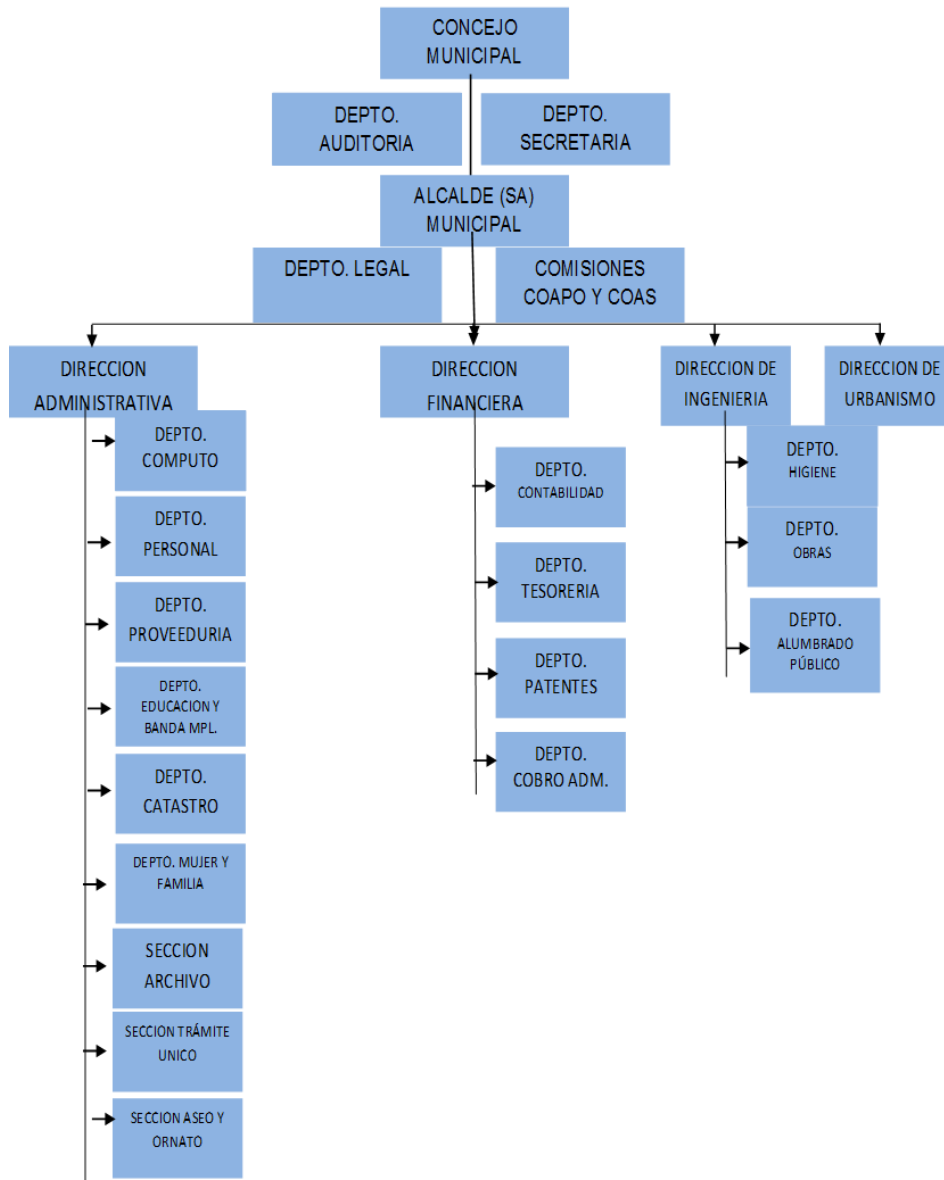 CONCEJO
MUNICIPAL
DEPTO.
AUDITORIA
DEPTO.
SECRETARIA
ALCALDE (SA)
MUNICIPAL
DEPTO. LEGAL
COMISIONES
COAPO Y COAS
DIRECCION
ADMINISTRATIVA
DIRECCION
FINANCIERA
DIRECCION DE
INGENIERIA
DIRECCION DE
URBANISMO
DEPTO.
COMPUTO
DEPTO.
PERSONAL
DEPTO.
PROVEEDURIA
DEPTO.
EDUCACION Y
BANDA MPL.
DEPTO.
CATASTRO
DEPTO. MUJER Y
FAMILIA
SECCION
ARCHIVO
SECCION TRÁMITE
UNICO
SECCION ASEO Y
ORNATO
DEPTO.
CONTABILIDAD
DEPTO.
TESORERIA
DEPTO.
PATENTES
DEPTO.
COBRO ADM.
DEPTO.
HIGIENE
DEPTO.
OBRAS
DEPTO.
ALUMBRADO
PÚBLICO